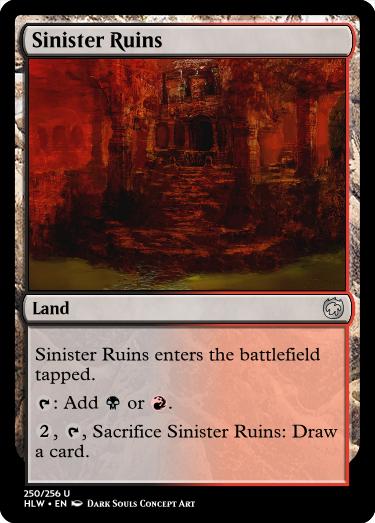 Sinister Ruins
Land
Sinister Ruins enters the battlefield
tapped.
: Add or .
2, , Sacrifice Sinister Ruins: Draw
a card.
250/256 U
HLW • EN Dark Souls Concept Art